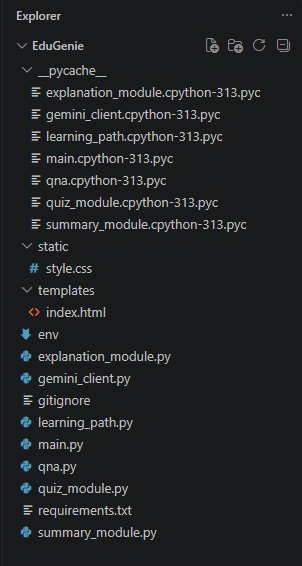 Explorer
EduGenie
__pycache__
explanation_module.cpython-313.pyc
gemini_client.cpython-313.pyc
learning_path.cpython-313.pyc
main.cpython-313.pyc
qna.cpython-313.pyc
quiz_module.cpython-313.pyc
summary_module.cpython-313.pyc
static
style.css
templates
index.html
env
explanation_module.py
gemini_client.py
gitignore
learning_path.py
main.py
qna.py
quiz_module.py
requirements.txt
summary_module.py